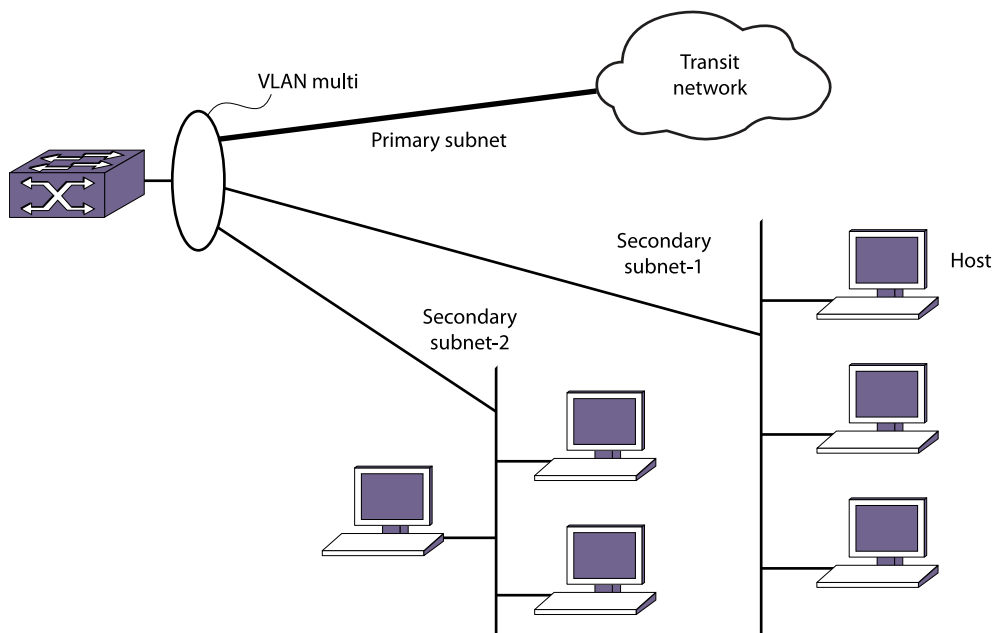 Transit
network
VLAN multi
Primary subnet
Secondary
subnet-1
Host
Secondary
subnet-2